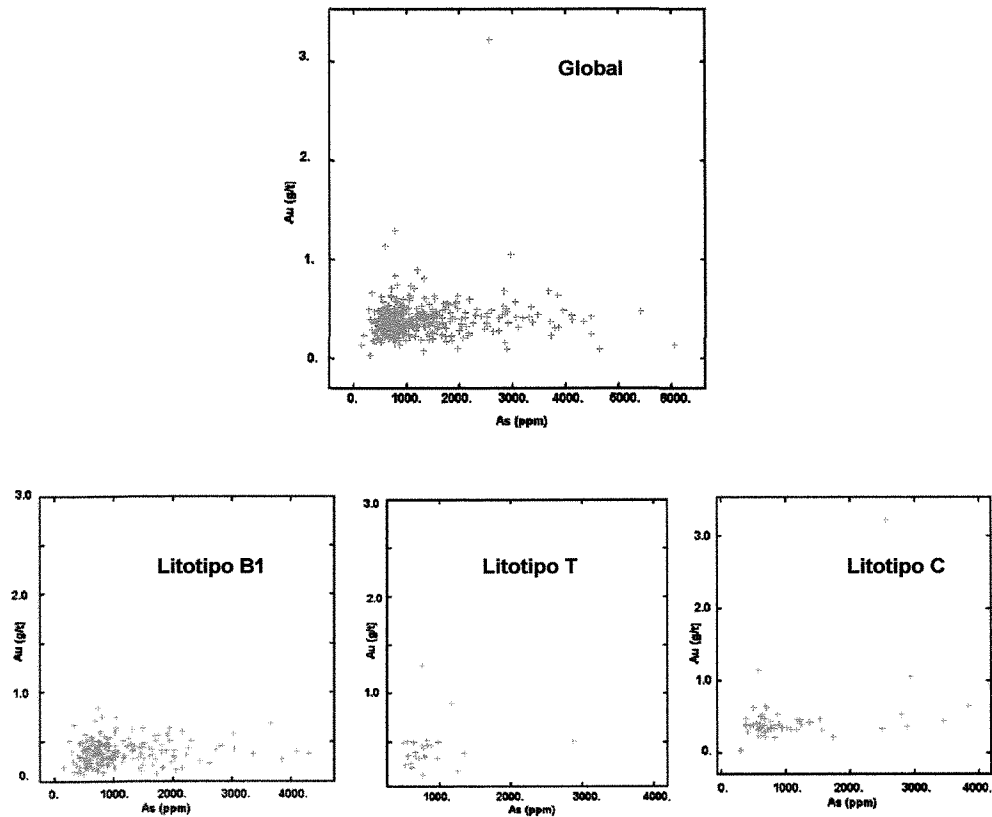 Global
3.
2.
1.
0.
Au (g/t)
0. 1000. 2000. 3000. 4000. 5000. 6000.
As (ppm)
Litotipo B1
3.0
2.0
1.0
0.
Au (g/t)
0. 1000. 2000. 3000. 4000.
As (ppm)
Litotipo T
3.0
2.0
1.0
Au (g/t)
1000. 2000. 3000. 4000.
As (ppm)
Litotipo C
3.0
2.0
1.0
0.
Au (g/t)
0. 1000. 2000. 3000. 4000.
As (ppm)